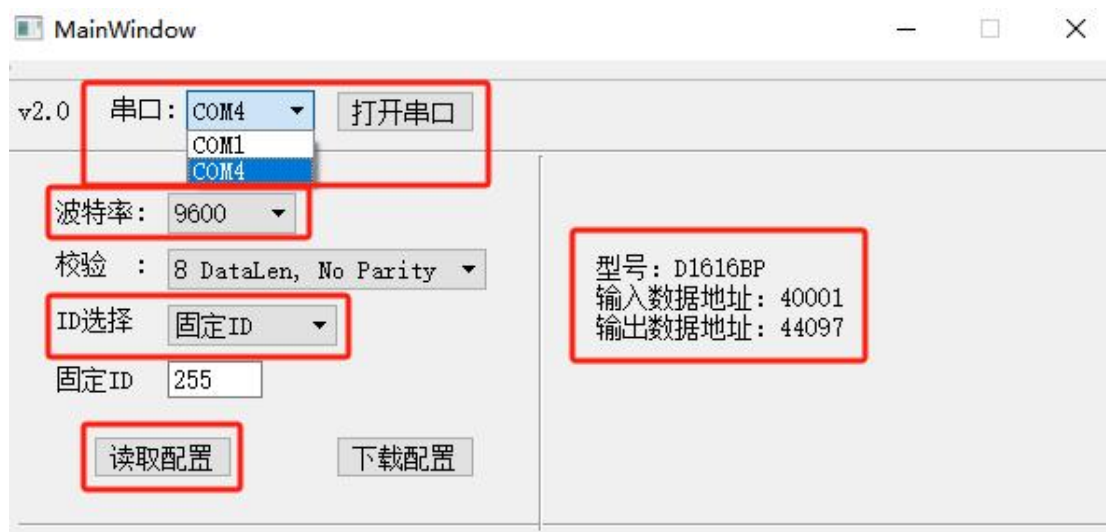 MainWindow
v2.0 串口: COM4 打开串口
COM1
COM4
波特率: 9600
校验 : 8 DataLen, No Parity
ID选择 固定ID
固定ID 255
读取配置 下载配置
型号: D1616BP
输入数据地址: 40001
输出数据地址: 44097